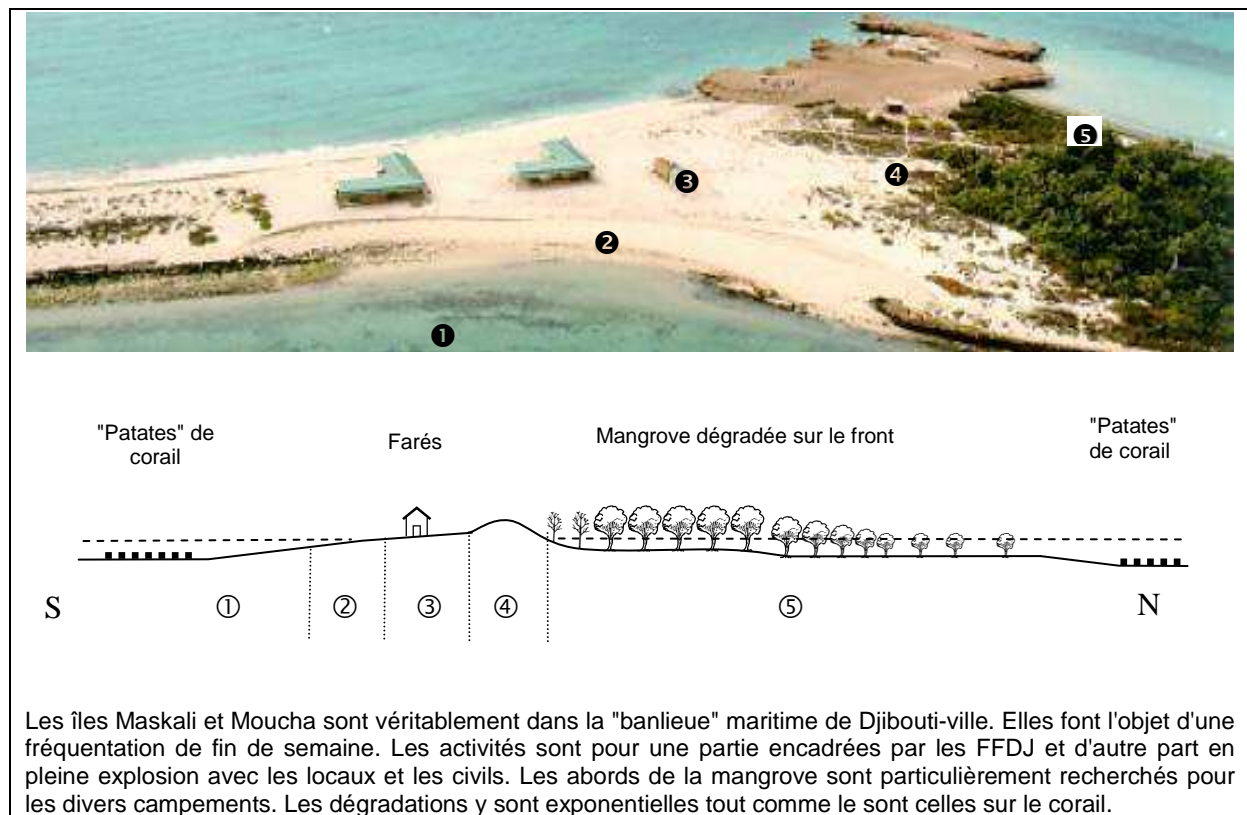 ❺
❹
❸
❷
❶
"Patates" de
corail
Farés
Mangrove dégradée sur le front
"Patates"
de corail
S
①
②
③
④
⑤
N
Les îles Maskali et Moucha sont véritablement dans la "banlieue" maritime de Djibouti-ville. Elles font l'objet d'une
fréquentation de fin de semaine. Les activités sont pour une partie encadrées par les FFDJ et d'autre part en
pleine explosion avec les locaux et les civils. Les abords de la mangrove sont particulièrement recherchés pour
les divers campements. Les dégradations y sont exponentielles tout comme le sont celles sur le corail.